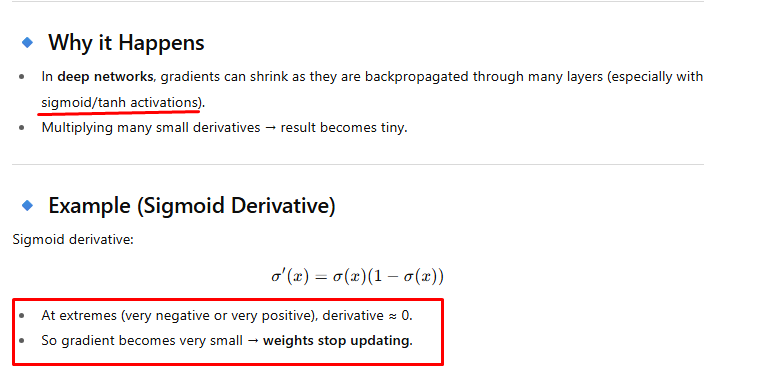 Why it Happens
In deep networks, gradients can shrink as they are backpropagated through many layers (especially with
sigmoid/tanh activations).
Multiplying many small derivatives → result becomes tiny.
Example (Sigmoid Derivative)
Sigmoid derivative:
σ′(x) = σ(x)(1 − σ(x))
At extremes (very negative or very positive), derivative ≈ 0.
So gradient becomes very small → weights stop updating.